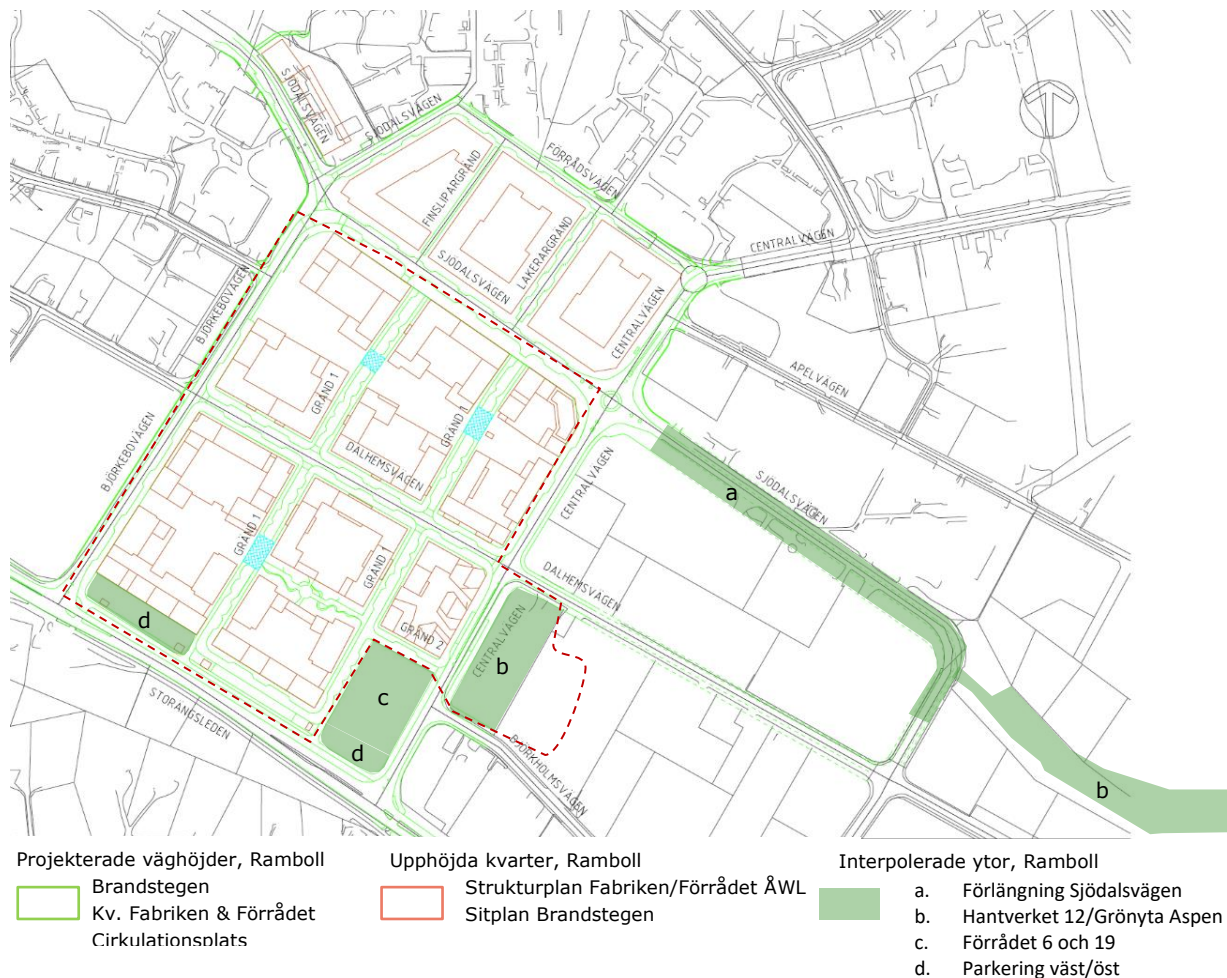 SJÖDALSVÄGEN
SJÖDALSVÄGEN
FÖRRÅDSVÄGEN
FINSLIPARGRÄND
LAKERARGRÄND
CENTRALVÄGEN
SJÖDALSVÄGEN
CENTRALVÄGEN
BJÖRKEBOVÄGEN
APELVÄGEN
GRÄND 1
GRÄND 1
DALHEMSVÄGEN
CENTRALVÄGEN
SJÖDALSVÄGEN
a
BJÖRKEBOVÄGEN
GRÄND 1
GRÄND 1
DALHEMSVÄGEN
d
GRÄND 2
CENTRALVÄGEN
b
c
STORANGSLEDEN
d
BJÖRKHOLMSVÄGEN
b
Projekterade väghöjder, Ramboll
Brandstegen
Kv. Fabriken & Förrådet
Cirkulationsplats
Upphöjda kvarter, Ramboll
Strukturplan Fabriken/Förrådet ÅWL
Sitplan Brandstegen
Interpolerade ytor, Ramboll
a. Förlängning Sjödalsvägen
b. Hantverket 12/Grönyta Aspen
c. Förrådet 6 och 19
d. Parkering väst/öst